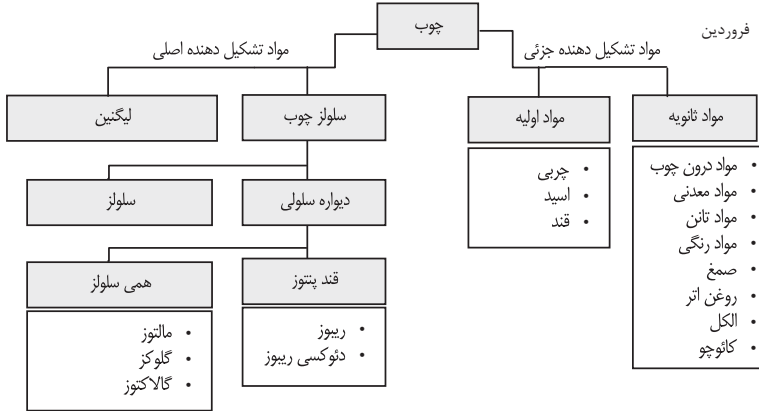 فروردین
چوب
مواد تشکیل دهنده جزئی
مواد تشکیل دهنده اصلی
مواد ثانویه
مواد اولیه
سلولز چوب
لیگنین
• مواد درون چوب
• مواد معدنی
• مواد تانن
• مواد رنگی
• صمغ
• روغن اتر
• الکل
• کائوچو
• چربی
• اسید
• قند
دیواره سلولی
سلولز
قند پنتوز
همی سلولز
• ریبوز
• دئوکسی ریبوز
• مالتوز
• گلوکز
• گالاکتوز